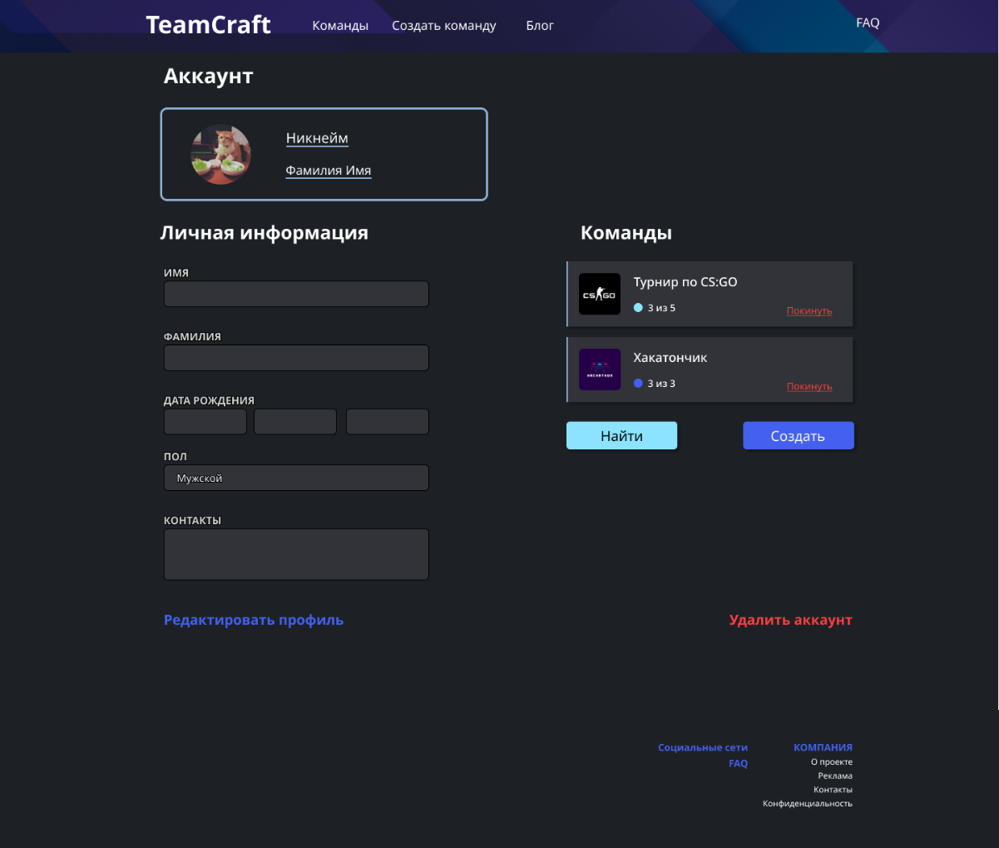 TeamCraft
Команды
Создать команду
Блог
FAQ
Аккаунт
Никнейм
Фамилия Имя
Личная информация
ИМЯ
ФАМИЛИЯ
ДАТА РОЖДЕНИЯ
ПОЛ
Мужской
КОНТАКТЫ
Редактировать профиль
Команды
CS GO
Турнир по CS:GO
3 из 5
Покинуть
HACKATHON
Хакатончик
3 из 3
Покинуть
Найти
Создать
Удалить аккаунт
Социальные сети
FAQ
КОМПАНИЯ
О проекте
Реклама
Контакты
Конфиденциальность